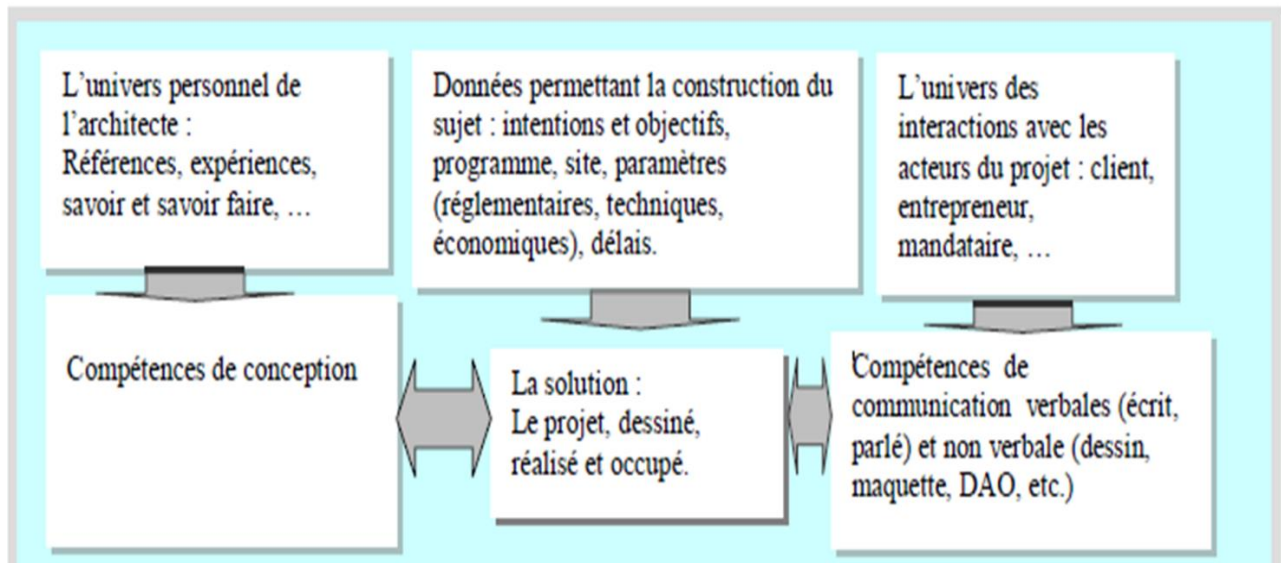 L'univers personnel de
l'architecte :
Références, expériences,
savoir et savoir faire, …
Données permettant la construction du
sujet : intentions et objectifs,
programme, site, paramètres
(réglementaires, techniques,
économiques), délais.
L'univers des
interactions avec les
acteurs du projet : client,
entrepreneur,
mandataire, …
Compétences de conception
La solution :
Le projet, dessiné,
réalisé et occupé.
Compétences de
communication verbales (écrit,
parlé) et non verbale (dessin,
maquette, DAO, etc.)